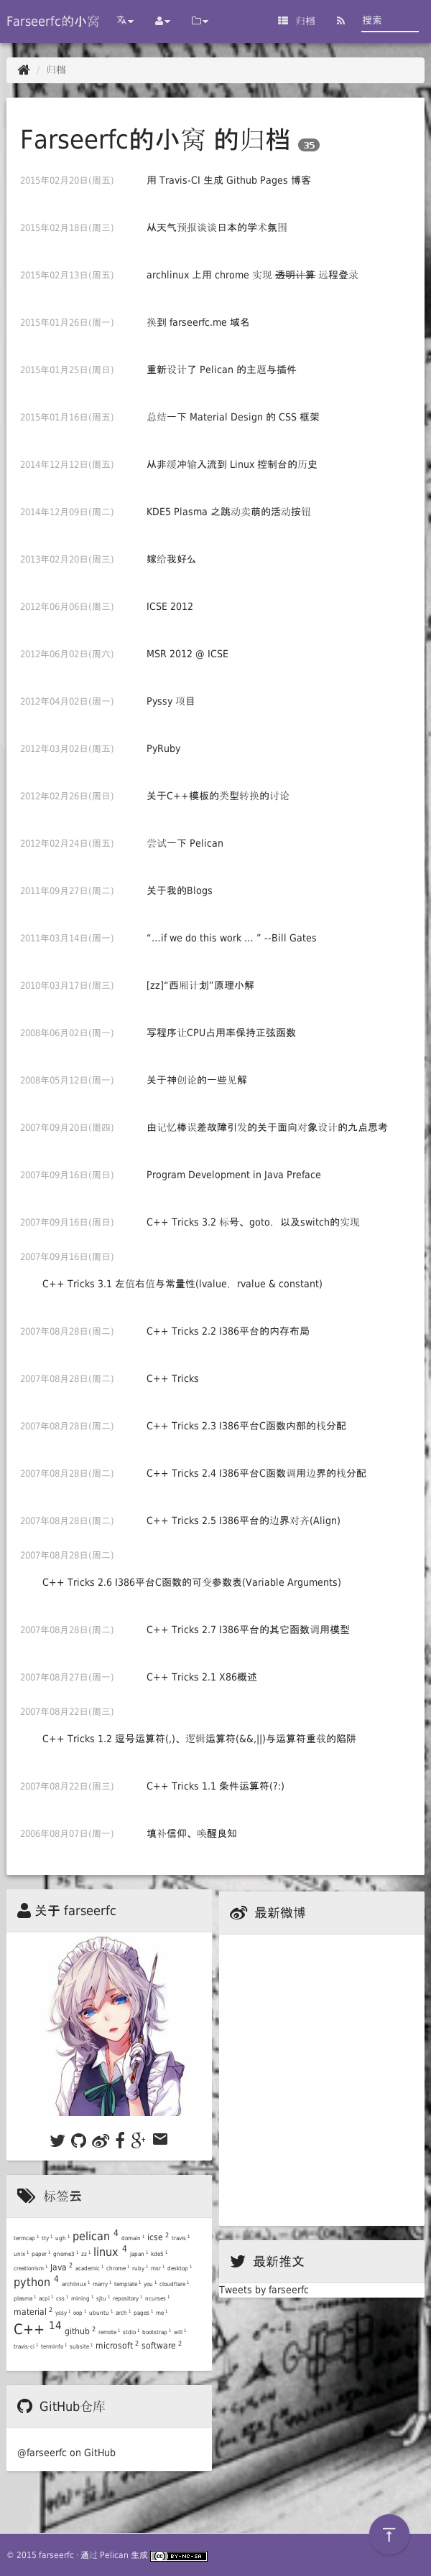 Farseerfc的小窝
归档
搜索
归档
Farseerfc的小窝 的归档 35
2015年02月20日(周五) 用 Travis-CI 生成 Github Pages 博客
2015年02月18日(周三) 从天气预报谈谈日本的学术氛围
2015年02月13日(周五) archlinux 上用 chrome 实现 透明计算 远程登录
2015年01月26日(周一) 换到 farseerfc.me 域名
2015年01月25日(周日) 重新设计了 Pelican 的主题与插件
2015年01月16日(周五) 总结一下 Material Design 的 CSS 框架
2014年12月12日(周五) 从非缓冲输入流到 Linux 控制台的历史
2014年12月09日(周二) KDE5 Plasma 之跳动卖萌的活动按钮
2013年02月20日(周三) 嫁给我好么
2012年06月06日(周三) ICSE 2012
2012年06月02日(周六) MSR 2012 @ ICSE
2012年04月02日(周一) Pyssy 项目
2012年03月02日(周五) PyRuby
2012年02月26日(周日) 关于C++模板的类型转换的讨论
2012年02月24日(周五) 尝试一下 Pelican
2011年09月27日(周二) 关于我的Blogs
2011年03月14日(周一) “...if we do this work ... ” --Bill Gates
2010年03月17日(周三) [zz]“西厢计划”原理小解
2008年06月02日(周一) 写程序让CPU占用率保持正弦函数
2008年05月12日(周一) 关于神创论的一些见解
2007年09月20日(周四) 由记忆棒误差故障引发的关于面向对象设计的九点思考
2007年09月16日(周日) Program Development in Java Preface
2007年09月16日(周日) C++ Tricks 3.2 标号、goto，以及switch的实现
2007年09月16日(周日)
C++ Tricks 3.1 左值右值与常量性(lvalue，rvalue & constant)
2007年08月28日(周二) C++ Tricks 2.2 I386平台的内存布局
2007年08月28日(周二) C++ Tricks
2007年08月28日(周二) C++ Tricks 2.3 I386平台C函数内部的栈分配
2007年08月28日(周二) C++ Tricks 2.4 I386平台C函数调用边界的栈分配
2007年08月28日(周二) C++ Tricks 2.5 I386平台的边界对齐(Align)
2007年08月28日(周二)
C++ Tricks 2.6 I386平台C函数的可变参数表(Variable Arguments)
2007年08月28日(周二) C++ Tricks 2.7 I386平台的其它函数调用模型
2007年08月27日(周一) C++ Tricks 2.1 X86概述
2007年08月22日(周三)
C++ Tricks 1.2 逗号运算符(,)、逻辑运算符(&&,||)与运算符重载的陷阱
2007年08月22日(周三) C++ Tricks 1.1 条件运算符(?:)
2006年08月07日(周一) 填补信仰、唤醒良知
关于 farseerfc
标签云
termcap 1 tty 1 ugh 1 pelican 4 domain 1 icse 2 travis 1
unix 1 paper 1 gnome3 1 zz 1 linux 4 japan 1 kde5 1
creationism 1 Java 2 academic 1 chrome 1 ruby 1 msr 1 desktop 1
python 4 archlinux 1 marry 1 template 1 you 1 cloudflare 1
plasma 1 acpi 1 css 1 mining 1 sjtu 1 repository 1 ncurses 1
material 2 yssy 1 oop 1 ubuntu 1 arch 1 pages 1 me 1
C++ 14 github 2 remote 1 stdio 1 bootstrap 1 will 1
travis-ci 1 terminfo 1 subsite 1 microsoft 2 software 2
GitHub仓库
@farseerfc on GitHub
最新微博
最新推文
Tweets by farseerfc
© 2015 farseerfc · 通过 Pelican 生成 CC BY-NC-SA